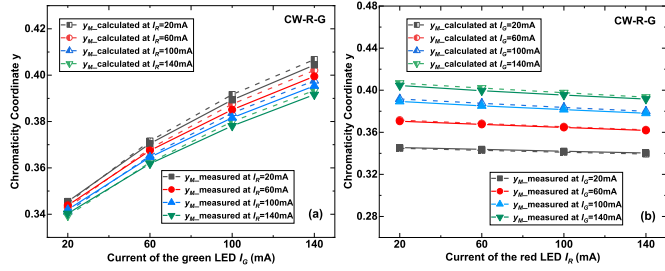 (a)
y_M_calculated at I_R=20mA
y_M_calculated at I_R=60mA
y_M_calculated at I_R=100mA
y_M_calculated at I_R=140mA
CW-R-G
Chromaticity Coordinate y
0.40
0.38
0.36
0.34
y_M_measured at I_R=20mA
y_M_measured at I_R=60mA
y_M_measured at I_R=100mA
y_M_measured at I_R=140mA
(a)
20
60
100
140
Current of the green LED I_G (mA)
y_M_calculated at I_G=20mA
y_M_calculated at I_G=60mA
y_M_calculated at I_G=100mA
y_M_calculated at I_G=140mA
CW-R-G
Chromaticity Coordinate y
0.48
0.44
0.40
0.36
0.32
0.28
y_M_measured at I_G=20mA
y_M_measured at I_G=60mA
y_M_measured at I_G=100mA
y_M_measured at I_G=140mA
(b)
20
60
100
140
Current of the red LED I_R (mA)